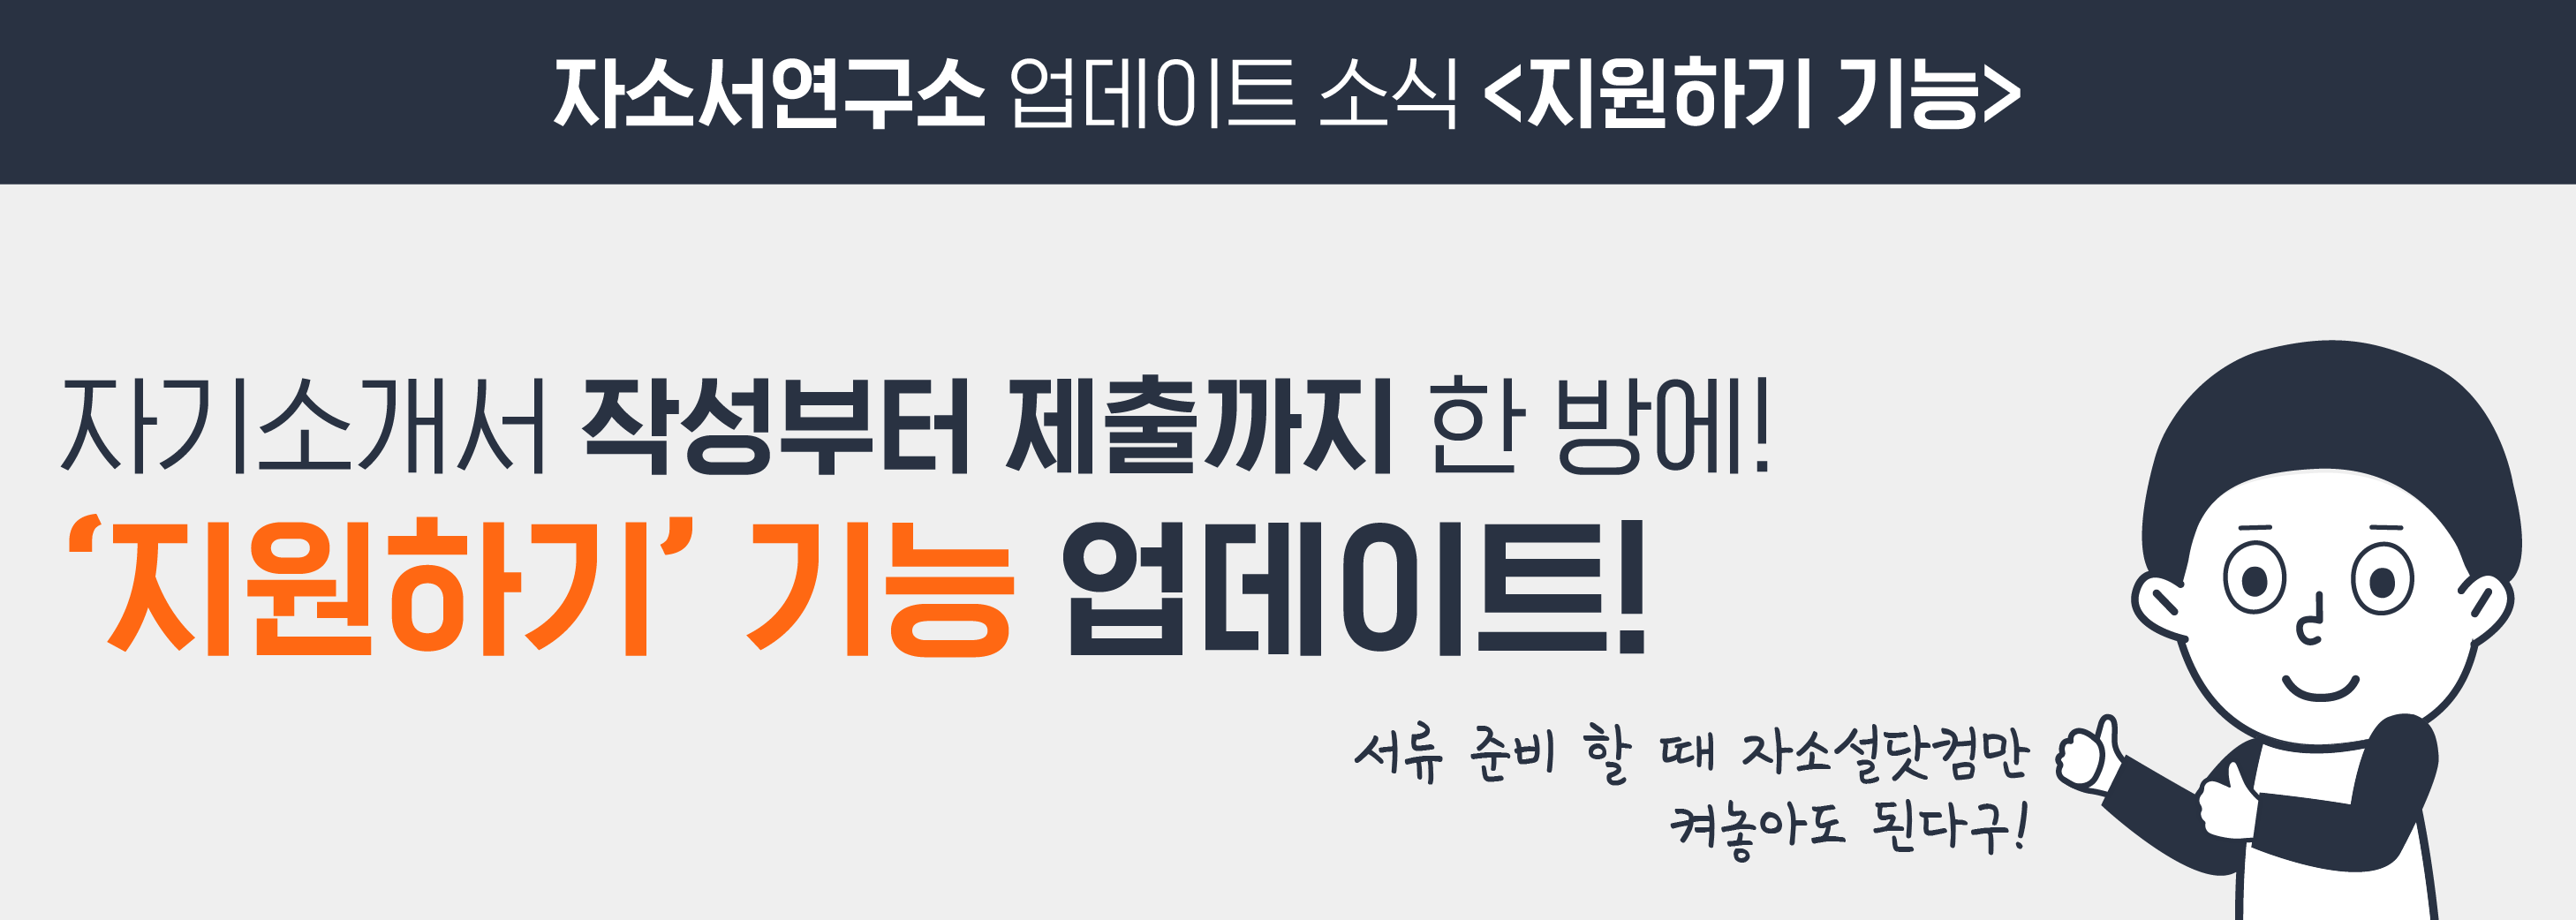 자소서연구소 업데이트 소식 <지원하기 기능>
자기소개서 작성부터 제출까지 한 방에!
‘지원하기’ 기능 업데이트!
서류 준비 할 때 자소설닷컴만
켜놓아도 된다구!